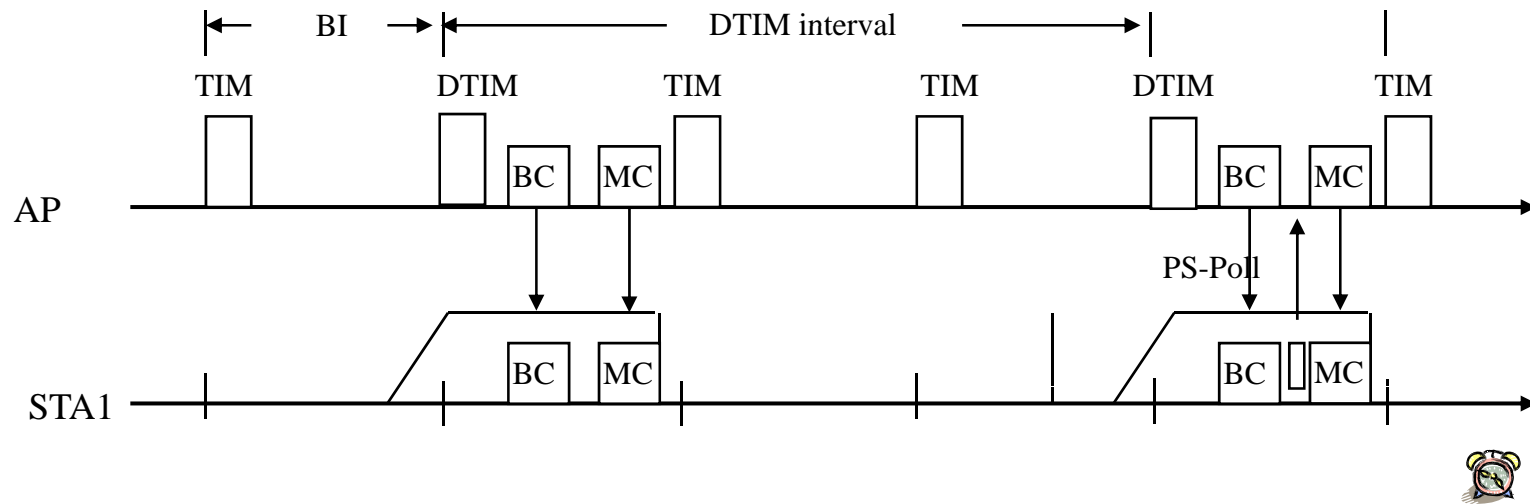 BI DTIM interval
TIM DTIM TIM TIM DTIM TIM
BC MC BC MC
AP
PS-Poll
BC MC BC MC
STA1